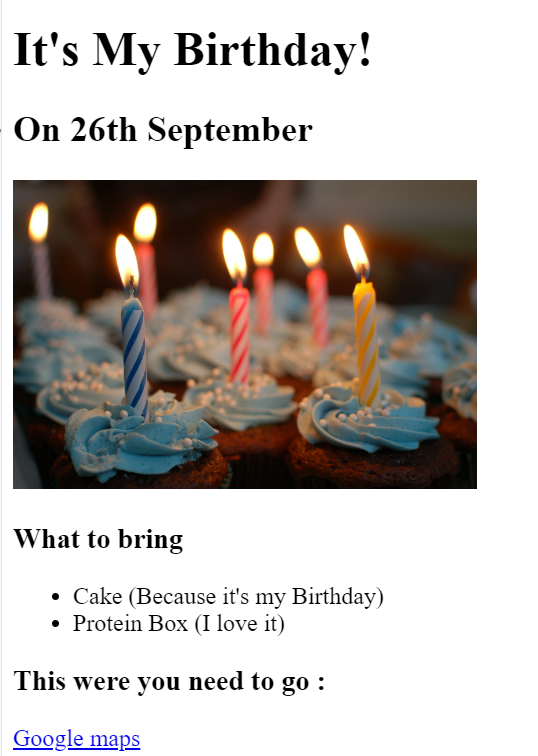 It's My Birthday!
On 26th September
What to bring
Cake (Because it's my Birthday)
Protein Box (I love it)
This were you need to go :
Google maps